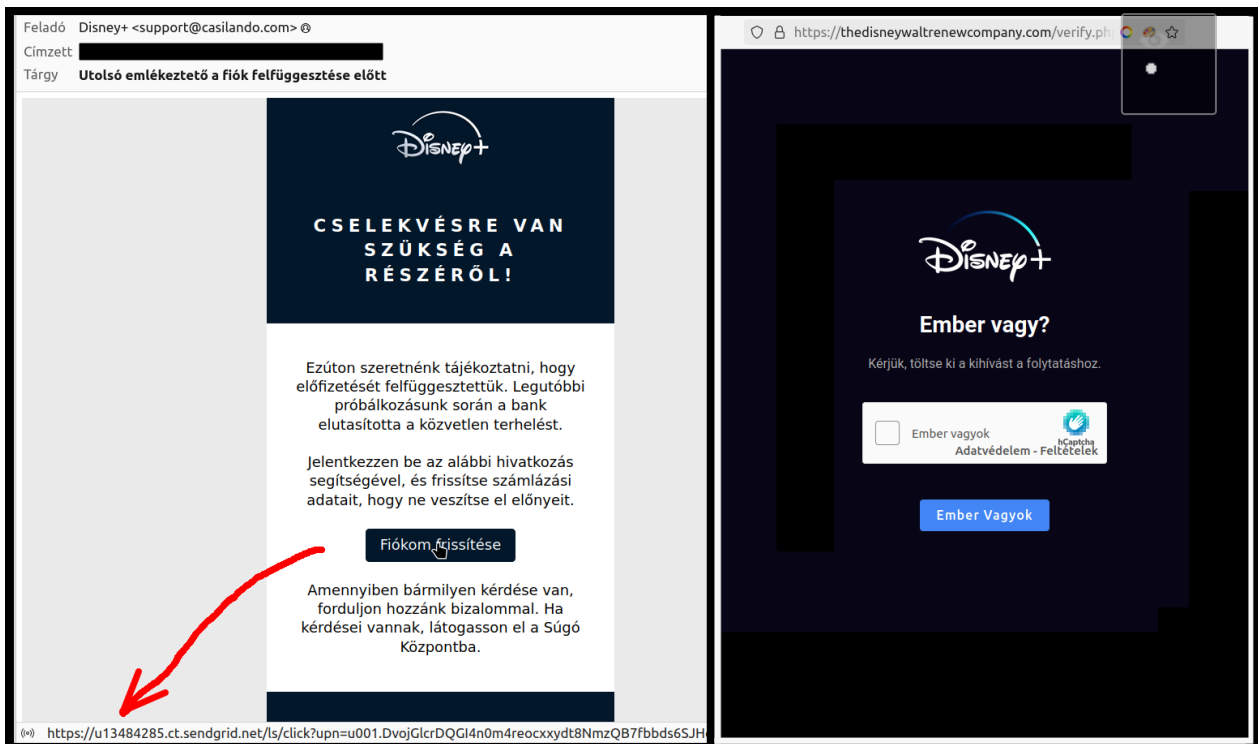 Feladó Disney+ <support@casilando.com>
Címzett
Tárgy Utolsó emlékeztető a fiók felfüggesztése előtt
Disney+
CSELEKVÉSRE VAN
SZÜKSÉG A
RÉSZÉRŐL!
Ezúton szeretnénk tájékoztatni, hogy
előfizetését felfüggesztettük. Legutóbbi
próbálkozásunk során a bank
elutasította a közvetlen terhelést.
Jelentkezzen be az alábbi hivatkozás
segítségével, és frissítse számlázási
adatait, hogy ne veszítse el előnyeit.
Fiókom frissítése
Amennyiben bármilyen kérdése van,
forduljon hozzánk bizalommal. Ha
kérdései vannak, látogasson el a Súgó
Központba.
https://u13484285.ct.sendgrid.net/ls/click?upn=u001.DvojGlcrDQGI4n0m4reocxxydt8NmzQB7fbbds6SJH
https://thedisneywaltrenewcompany.com/verify.ph
Disney+
Ember vagy?
Kérjük, töltse ki a kihívást a folytatáshoz.
Ember vagyok
hCaptcha
Adatvédelem - Feltételek
Ember Vagyok